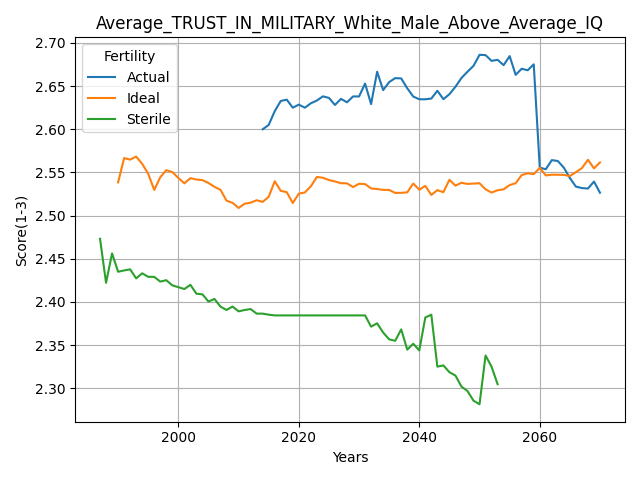 Average_TRUST_IN_MILITARY_White_Male_Above_Average_IQ
2.70
2.65
2.60
2.55
2.50
2.45
2.40
2.35
2.30
Score(1-3)
Fertility
Actual
Ideal
Sterile
2000
2020
2040
2060
Years